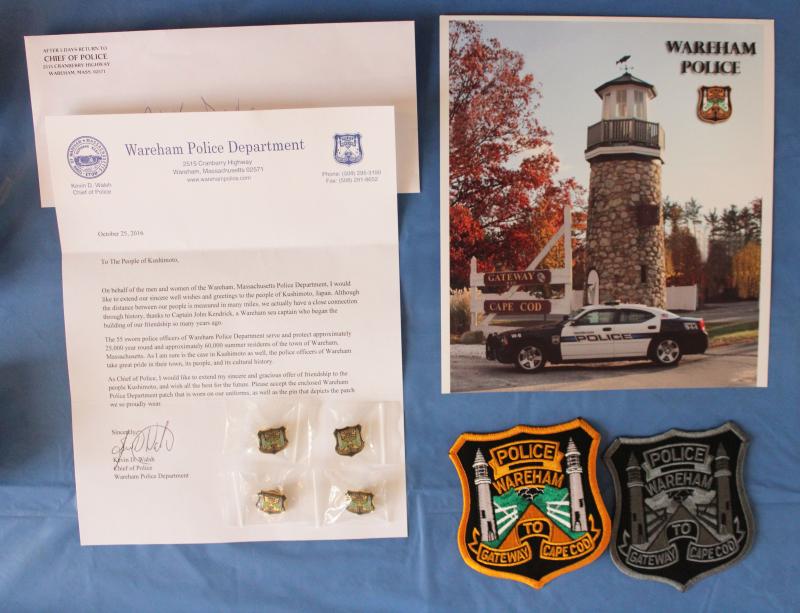 AFTER 5 DAYS RETURN TO
CHIEF OF POLICE
2515 CRANBERRY HIGHWAY
WAREHAM, MASS. 02571
Wareham Police Department
2515 Cranberry Highway
Wareham, Massachusetts 02571
www.warehampolice.com
Kevin D. Walsh
Chief of Police
Phone: (508) 295-3100
Fax: (508) 291-6652
October 25, 2016
To The People of Kushimoto,
On behalf of the men and women of the Wareham, Massachusetts Police Department, I would
like to extend our sincere well wishes and greetings to the people of Kushimoto, Japan. Although
the distance between our people is measured in many miles, we actually have a close connection
through history, thanks to Captain John Kendrick, a Wareham sea captain who began the
building of our friendship so many years ago.
The 55 sworn police officers of Wareham Police Department serve and protect approximately
25,000 year round and approximately 60,000 summer residents of the town of Wareham,
Massachusetts. As I am sure is the case in Kushimoto as well, the police officers of Wareham
take great pride in their town, its people, and its cultural history.
As Chief of Police, I would like to extend my sincere and gracious offer of friendship to the
people Kushimoto, and wish all the best for the future. Please accept the enclosed Wareham
Police Department patch that is worn on our uniforms, as well as the pin that depicts the patch
we so proudly wear.
Sincerely,
Kevin D. Walsh
Chief of Police
Wareham Police Department
WAREHAM
POLICE
GATEWAY
TO
CAPE COD
POLICE
POLICE
WAREHAM
TO
GATEWAY CAPE COD
POLICE
WAREHAM
TO
GATEWAY CAPE COD